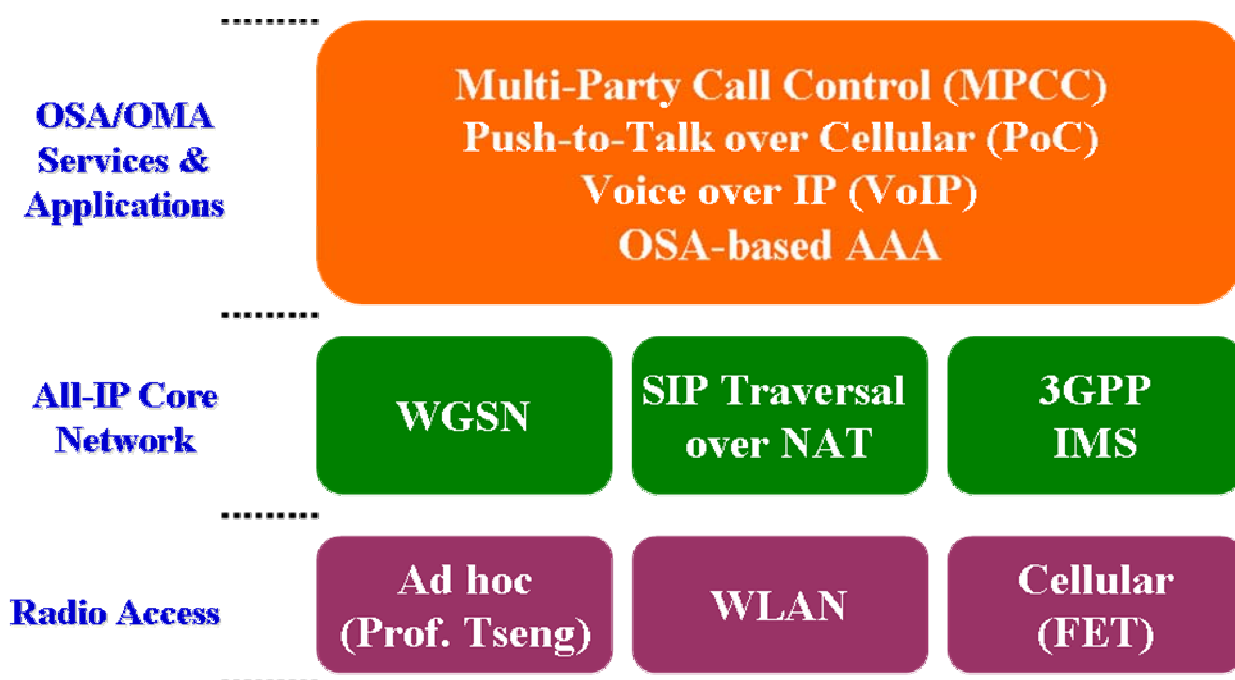 OSA/OMA
Services &
Applications
Multi-Party Call Control (MPCC)
Push-to-Talk over Cellular (PoC)
Voice over IP (VoIP)
OSA-based AAA
All-IP Core
Network
WGSN
SIP Traversal
over NAT
3GPP
IMS
Radio Access
Ad hoc
(Prof. Tseng)
WLAN
Cellular
(FET)